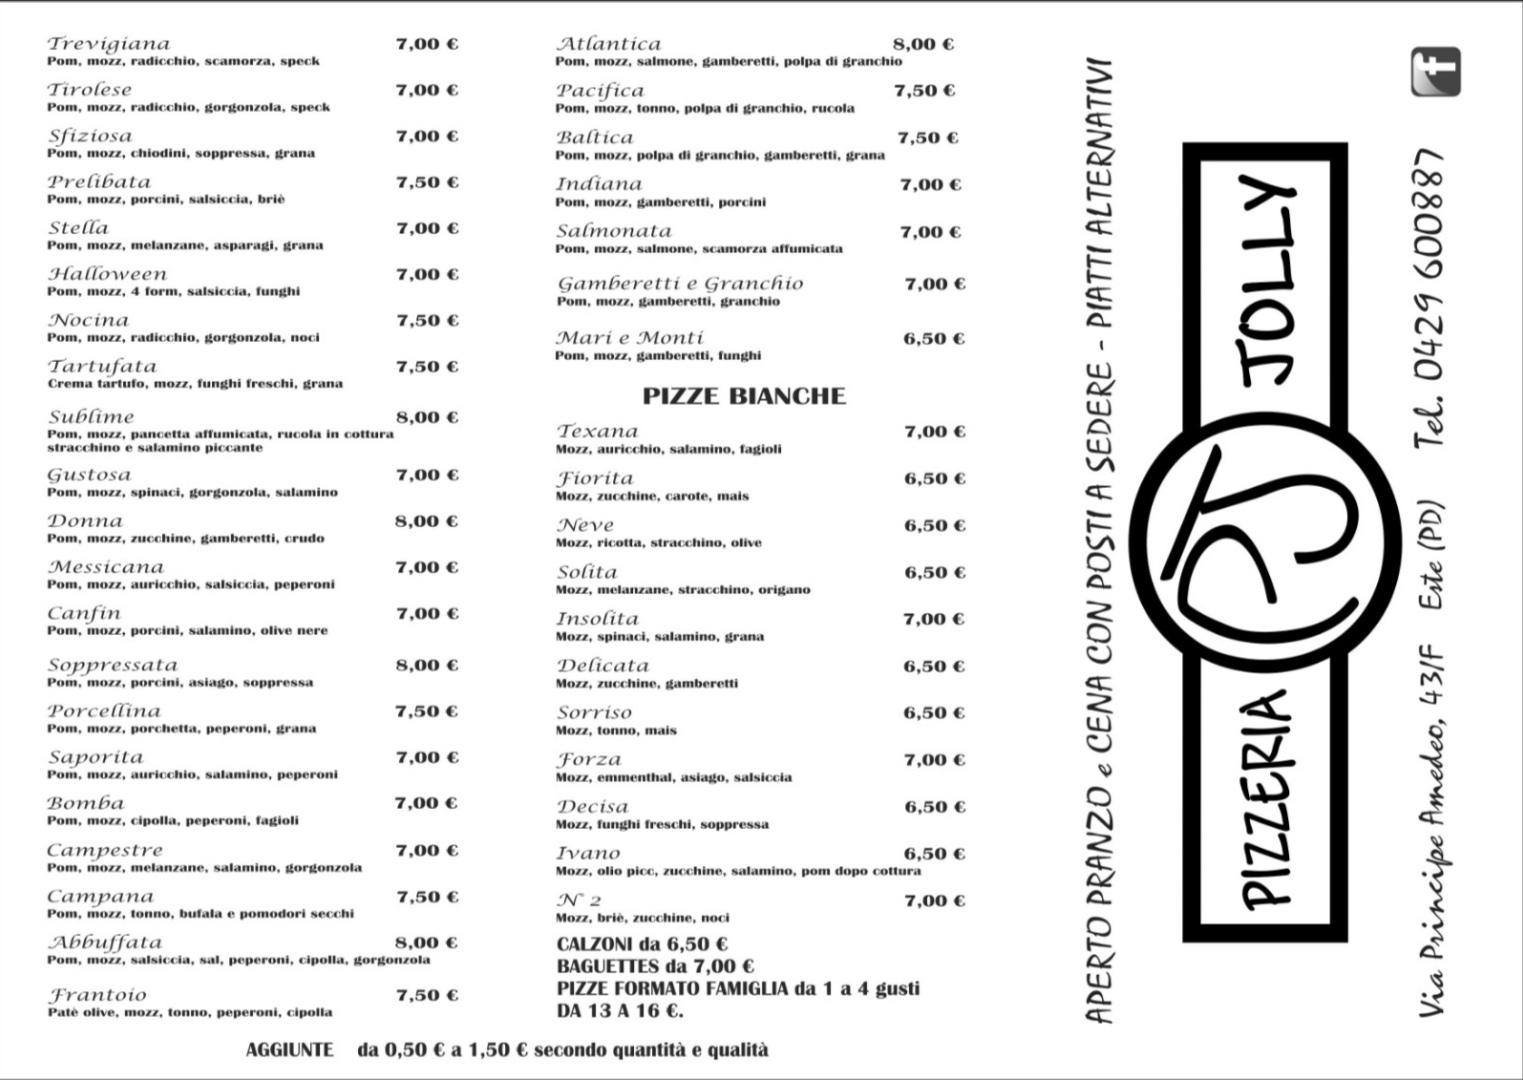 Trevigiana 7,00 €
Pom, mozz, radicchio, scamorza, speck
Tirolese 7,00 €
Pom, mozz, radicchio, gorgonzola, speck
Sfiziosa 7,00 €
Pom, mozz, chiodini, soppressa, grana
Prelibata 7,50 €
Pom, mozz, porcini, salsiccia, briè
Stella 7,00 €
Pom, mozz, melanzane, asparagi, grana
Halloween 7,00 €
Pom, mozz, 4 form, salsiccia, funghi
Nocina 7,50 €
Pom, mozz, radicchio, gorgonzola, noci
Tartufata 7,50 €
Crema tartufo, mozz, funghi freschi, grana
Sublime 8,00 €
Pom, mozz, pancetta affumicata, rucola in cottura
stracchino e salamino piccante
Gustosa 7,00 €
Pom, mozz, spinaci, gorgonzola, salamino
Donna 8,00 €
Pom, mozz, zucchine, gamberetti, crudo
Messicana 7,00 €
Pom, mozz, auricchio, salsiccia, peperoni
Canfin 7,00 €
Pom, mozz, porcini, salamino, olive nere
Soppressata 8,00 €
Pom, mozz, porcini, asiago, soppressa
Porcellina 7,50 €
Pom, mozz, porchetta, peperoni, grana
Saporita 7,00 €
Pom, mozz, auricchio, salamino, peperoni
Bomba 7,00 €
Pom, mozz, cipolla, peperoni, fagioli
Campestre 7,00 €
Pom, mozz, melanzane, salamino, gorgonzola
Campana 7,50 €
Pom, mozz, tonno, bufala e pomodori secchi
Abbuffata 8,00 €
Pom, mozz, salsiccia, sal, peperoni, cipolla, gorgonzola
Frantoio 7,50 €
Patè olive, mozz, tonno, peperoni, cipolla
Atlantica 8,00 €
Pom, mozz, salmone, gamberetti, polpa di granchio
Pacifica 7,50 €
Pom, mozz, tonno, polpa di granchio, rucola
Baltica 7,50 €
Pom, mozz, polpa di granchio, gamberetti, grana
Indiana 7,00 €
Pom, mozz, gamberetti, porcini
Salmonata 7,00 €
Pom, mozz, salmone, scamorza affumicata
Gamberetti e Granchio 7,00 €
Pom, mozz, gamberetti, granchio
Mari e Monti 6,50 €
Pom, mozz, gamberetti, funghi
PIZZE BIANCHE
Texana 7,00 €
Mozz, auricchio, salamino, fagioli
Fiorita 6,50 €
Mozz, zucchine, carote, mais
Neve 6,50 €
Mozz, ricotta, stracchino, olive
Solita 6,50 €
Mozz, melanzane, stracchino, origano
Insolita 7,00 €
Mozz, spinaci, salamino, grana
Delicata 6,50 €
Mozz, zucchine, gamberetti
Sorriso 6,50 €
Mozz, tonno, mais
Forza 7,00 €
Mozz, emmenthal, asiago, salsiccia
Decisa 6,50 €
Mozz, funghi freschi, soppressa
Ivano 6,50 €
Mozz, olio picc, zucchine, salamino, pom dopo cottura
N° 2 7,00 €
Mozz, briè, zucchine, noci
CALZONI da 6,50 €
BAGUETTES da 7,00 €
PIZZE FORMATO FAMIGLIA da 1 a 4 gusti
DA 13 A 16 €.
AGGIUNTE da 0,50 € a 1,50 € secondo quantità e qualità
APERTO PRANZO e CENA CON POSTI A SEDERE - PIATTI ALTERNATIVI
PIZZERIA PJ JOLLY
Via Principe Amedeo, 43/F Este (PD) Tel. 0429 600887 f